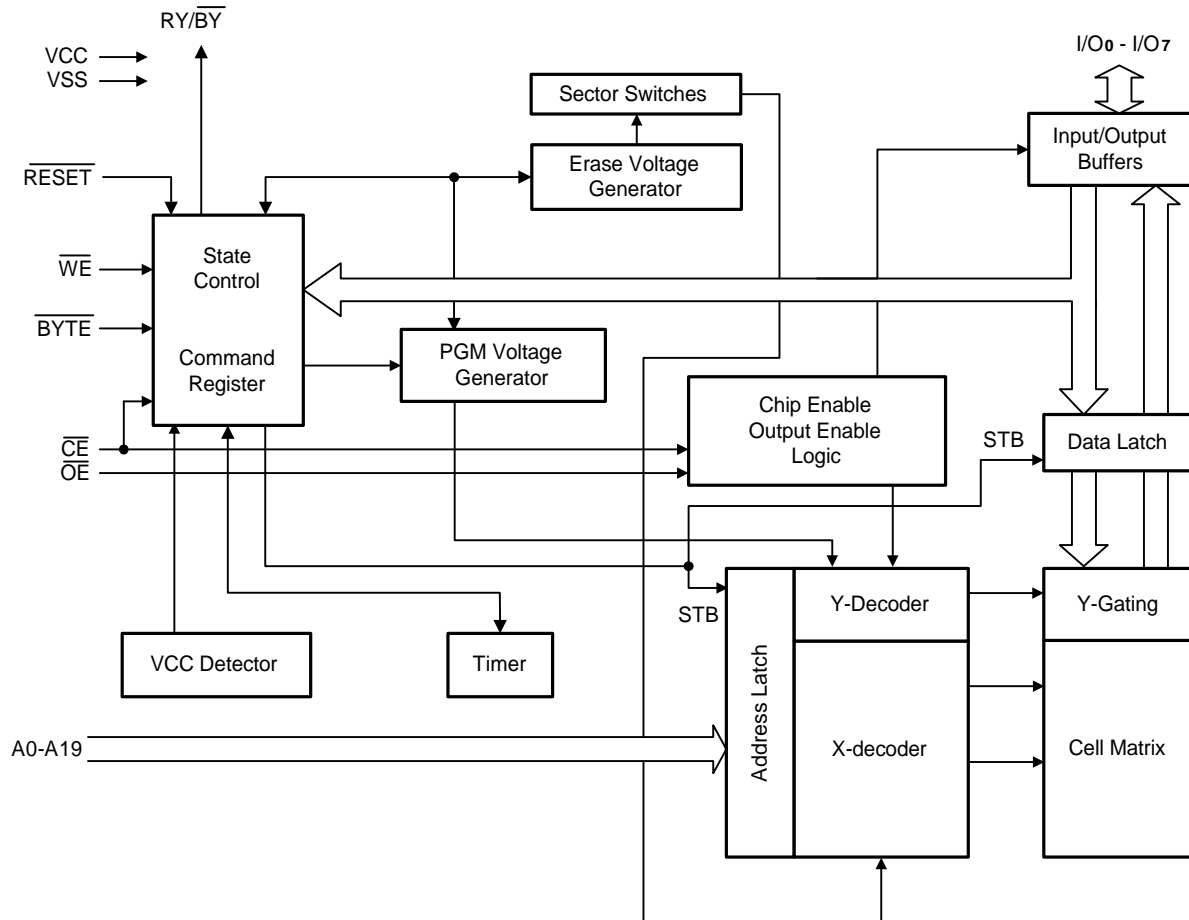 RY/BY
VCC
VSS
I/O0 - I/O7
Sector Switches
Input/Output
Buffers
Erase Voltage
Generator
RESET
State
Control
WE
BYTE
Command
Register
PGM Voltage
Generator
Chip Enable
Output Enable
Logic
STB
Data Latch
CE
OE
STB
Address Latch
Y-Decoder
Y-Gating
VCC Detector
Timer
A0-A19
X-decoder
Cell Matrix